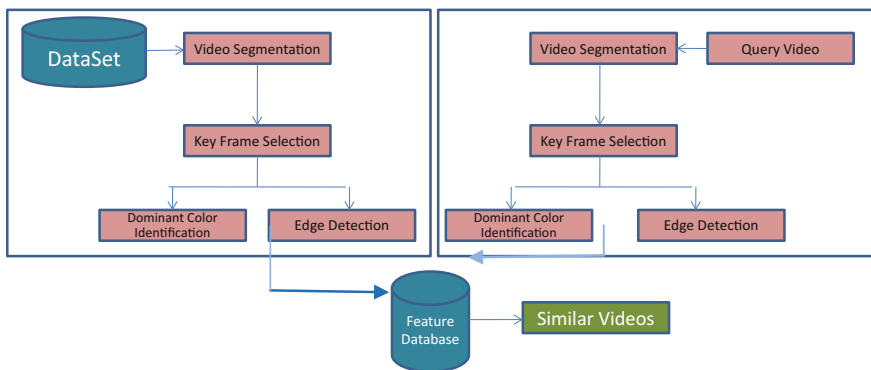 DataSet
Video Segmentation
Key Frame Selection
Dominant Color
Identification
Edge Detection
Video Segmentation
Query Video
Key Frame Selection
Dominant Color
Identification
Edge Detection
Feature
Database
Similar Videos